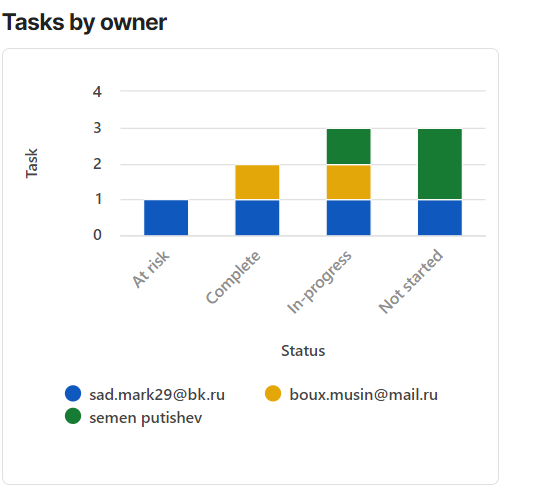 Tasks by owner
4
3
2
1
0
Task
At risk
Complete
In-progress
Not started
Status
sad.mark29@bk.ru
boux.musin@mail.ru
semen putishev